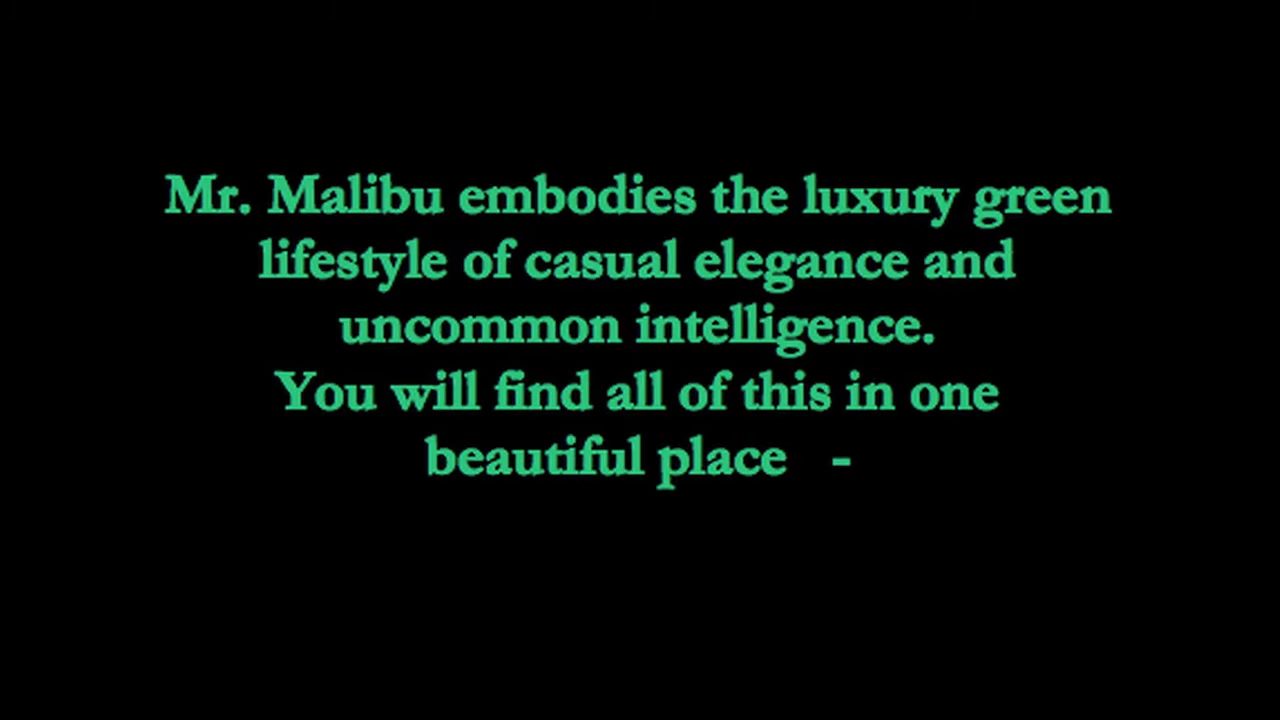 Mr. Malibu embodies the luxury green
lifestyle of casual elegance and
uncommon intelligence.
You will find all of this in one
beautiful place   -